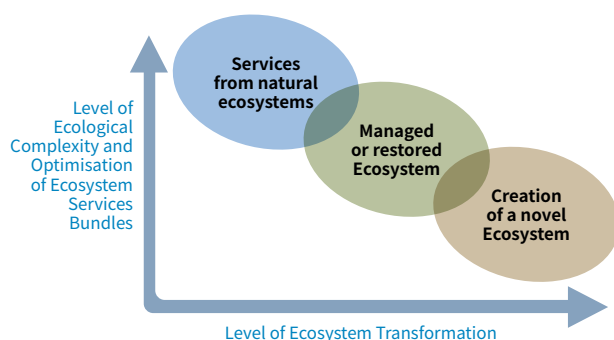 Services
from natural
ecosystems
Level of
Ecological
Complexity and
Optimisation
of Ecosystem
Services
Bundles
Managed
or restored
Ecosystem
Creation
of a novel
Ecosystem
Level of Ecosystem Transformation